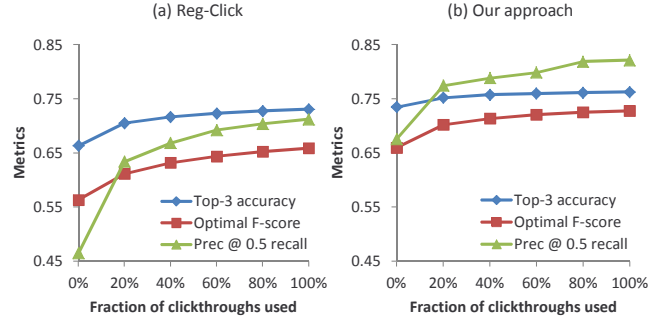 (a) Reg-Click
0.85
0.75
0.65
0.55
0.45
Metrics
Top-3 accuracy
Optimal F-score
Prec @ 0.5 recall
0% 20% 40% 60% 80% 100%
Fraction of clickthroughs used
(b) Our approach
0.85
0.75
0.65
0.55
0.45
Metrics
Top-3 accuracy
Optimal F-score
Prec @ 0.5 recall
0% 20% 40% 60% 80% 100%
Fraction of clickthroughs used